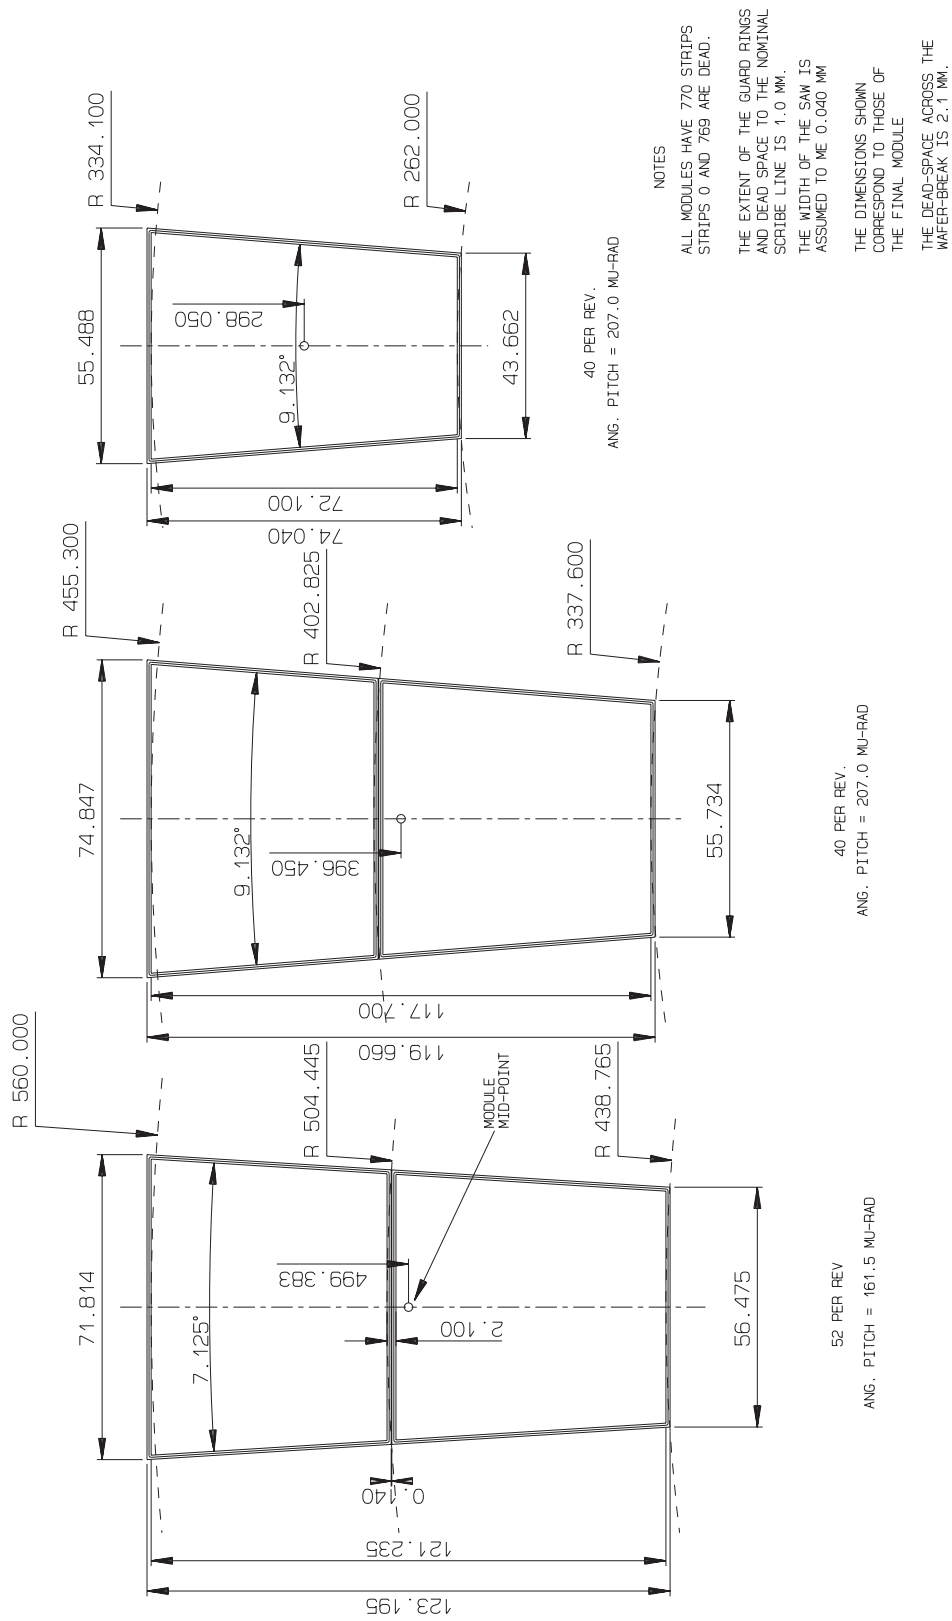 R 334.100
55.488
298.050
9.132°
R 262.000
43.662
72.100
74.040
40 PER REV.
ANG. PITCH = 207.0 MU-RAD
R 455.300
74.847
R 402.825
9.132°
396.450
R 337.600
55.734
117.700
119.660
40 PER REV.
ANG. PITCH = 207.0 MU-RAD
R 560.000
71.814
R 504.445
7.125°
499.383
MODULE
MID-POINT
2.100
R 438.765
56.475
0.140
121.235
123.195
52 PER REV
ANG. PITCH = 161.5 MU-RAD
NOTES
ALL MODULES HAVE 770 STRIPS
STRIPS 0 AND 769 ARE DEAD.
THE EXTENT OF THE GUARD RINGS
AND DEAD SPACE TO THE NOMINAL
SCRIBE LINE IS 1.0 MM.
THE WIDTH OF THE SAW IS
ASSUMED TO ME 0.040 MM
THE DIMENSIONS SHOWN
CORRESPOND TO THOSE OF
THE FINAL MODULE
THE DEAD-SPACE ACROSS THE
WAFER-BREAK IS 2.1 MM.